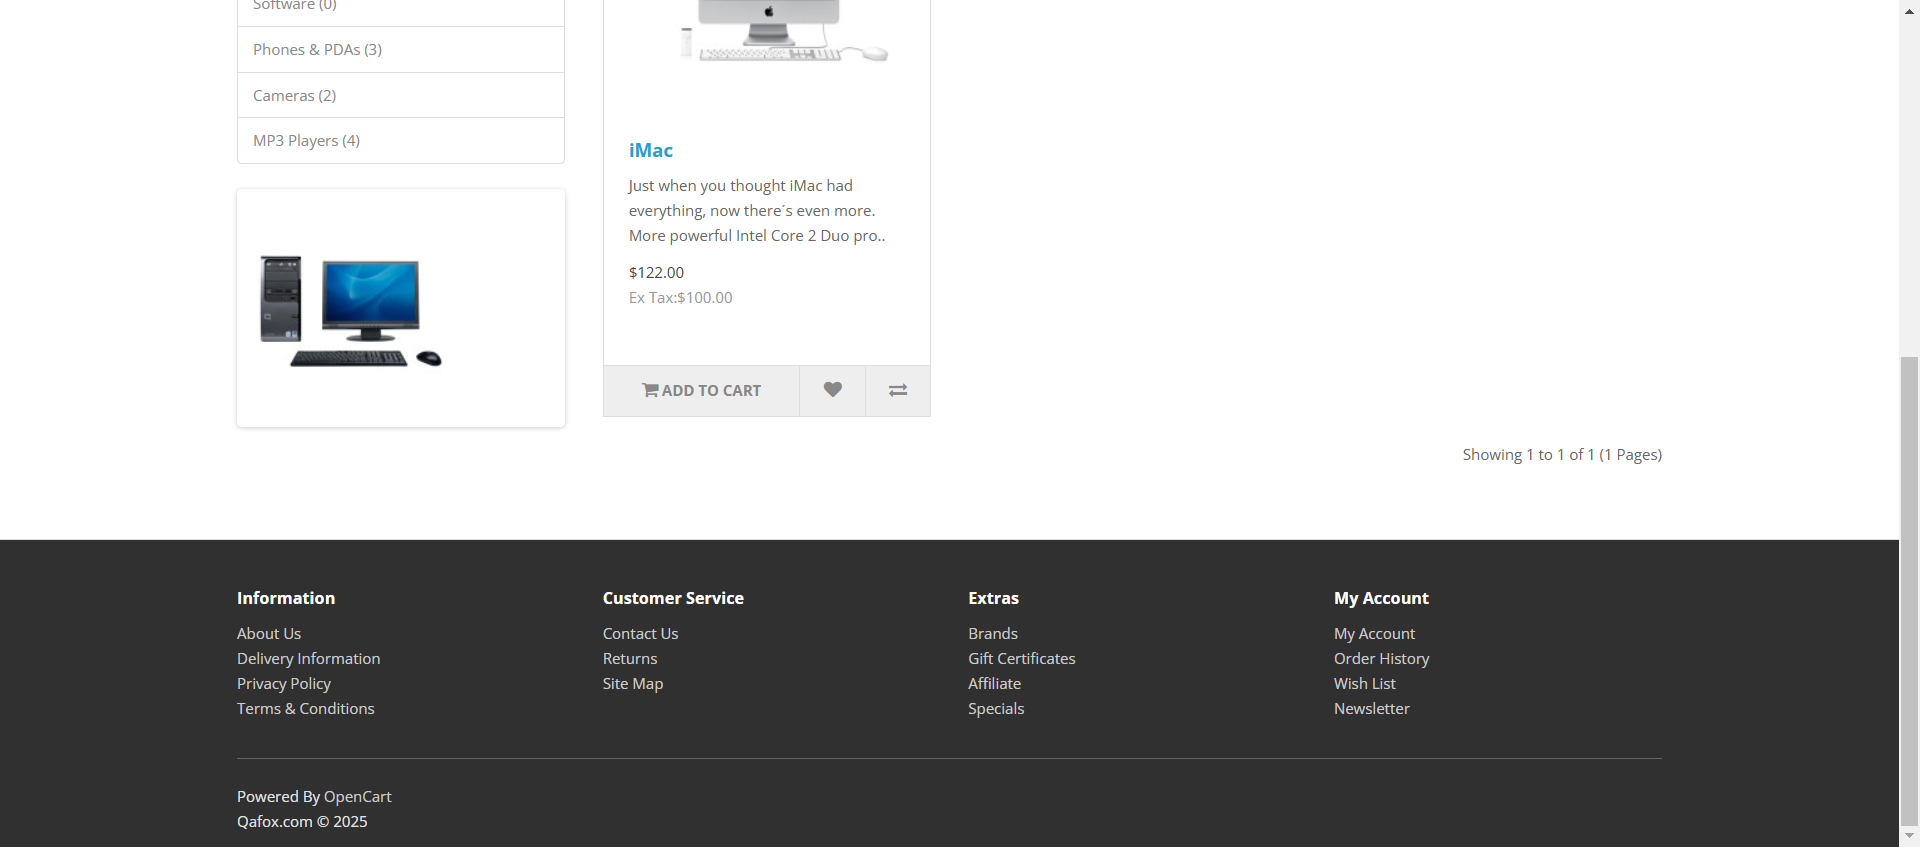 Software (0)
Phones & PDAs (3)
Cameras (2)
MP3 Players (4)
iMac
Just when you thought iMac had
everything, now there´s even more.
More powerful Intel Core 2 Duo pro..
$122.00
Ex Tax:$100.00
ADD TO CART
Showing 1 to 1 of 1 (1 Pages)
Information
About Us
Delivery Information
Privacy Policy
Terms & Conditions
Customer Service
Contact Us
Returns
Site Map
Extras
Brands
Gift Certificates
Affiliate
Specials
My Account
My Account
Order History
Wish List
Newsletter
Powered By OpenCart
Qafox.com © 2025